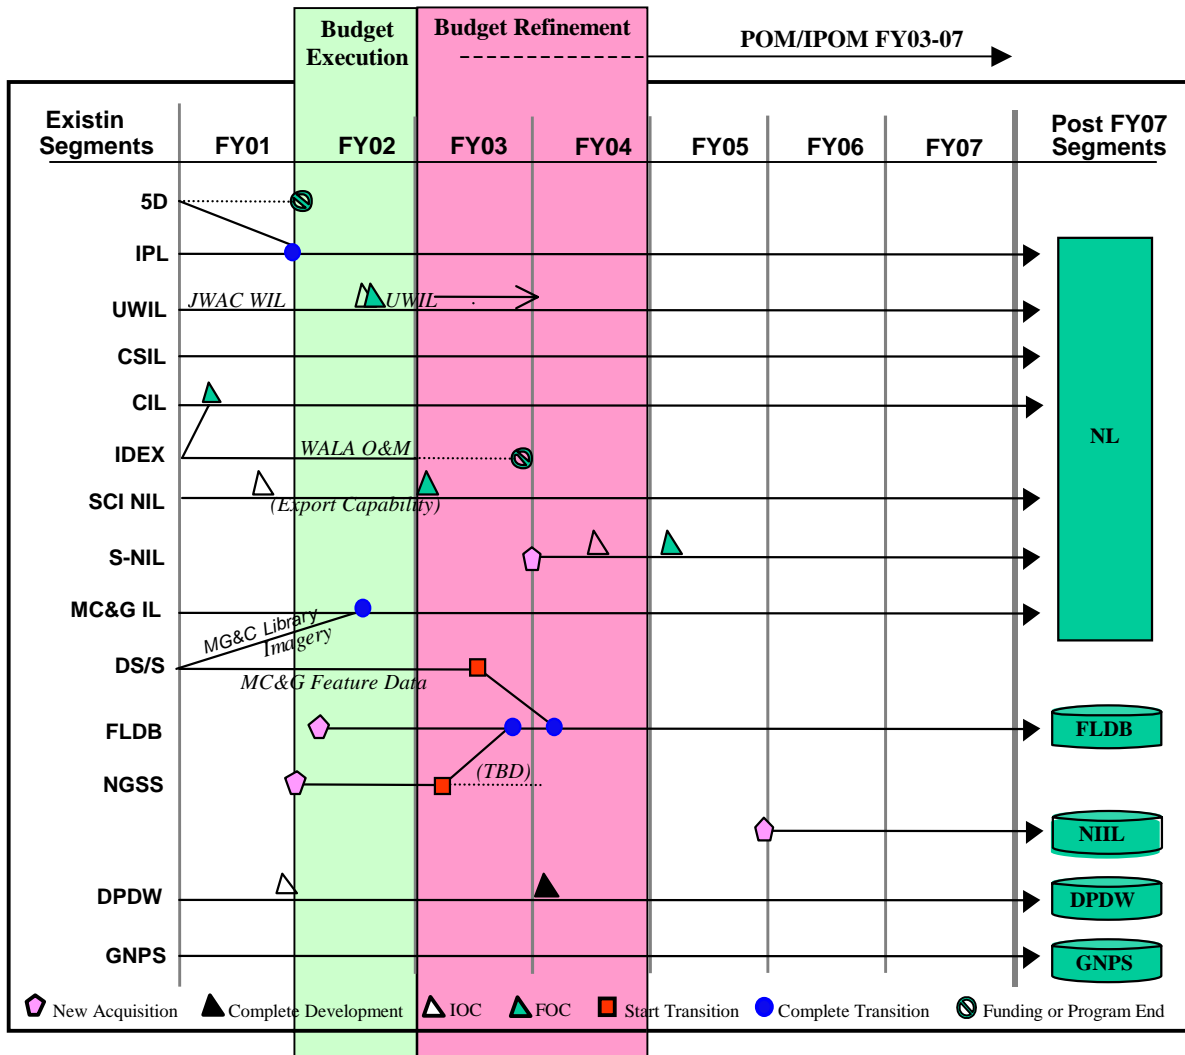 Budget
Execution
Budget Refinement
POM/IPOM FY03-07
Existin
Segments
FY01
FY02
FY03
FY04
FY05
FY06
FY07
Post FY07
Segments
5D
IPL
JWAC WIL
UWIL
.
UWIL
CSIL
CIL
NL
IDEX
WALA O&M
SCI NIL
(Export Capability)
S-NIL
MC&G IL
MG&C Library
Imagery
DS/S
MC&G Feature Data
FLDB
FLDB
NGSS
(TBD)
NIIL
DPDW
DPDW
GNPS
GNPS
New Acquisition
Complete Development
IOC
FOC
Start Transition
Complete Transition
Funding or Program End